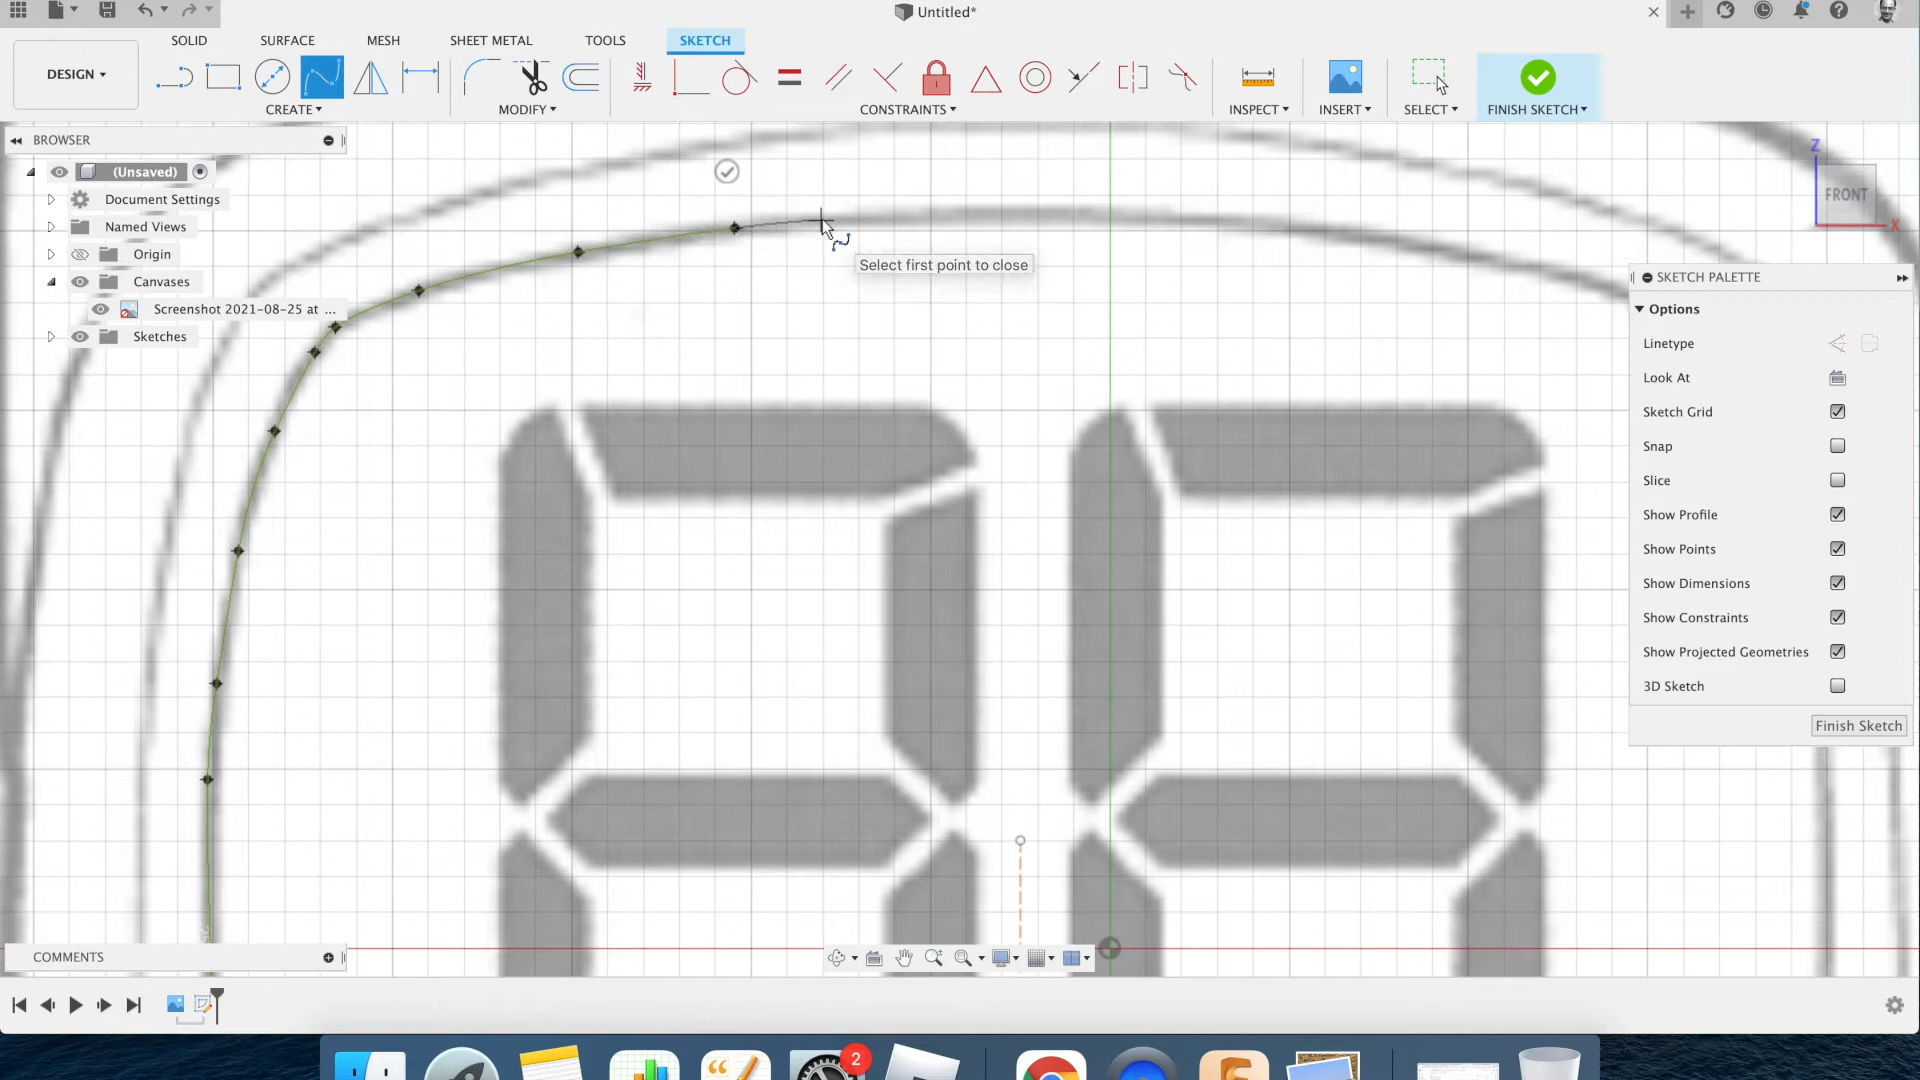 Untitled*
SOLID SURFACE MESH SHEET METAL TOOLS SKETCH
DESIGN
CREATE MODIFY CONSTRAINTS INSPECT INSERT SELECT FINISH SKETCH
BROWSER
(Unsaved)
Document Settings
Named Views
Origin
Canvases
Screenshot 2021-08-25 at ...
Sketches
Select first point to close
Z
FRONT
X
SKETCH PALETTE
Options
Linetype
Look At
Sketch Grid
Snap
Slice
Show Profile
Show Points
Show Dimensions
Show Constraints
Show Projected Geometries
3D Sketch
Finish Sketch
COMMENTS
2